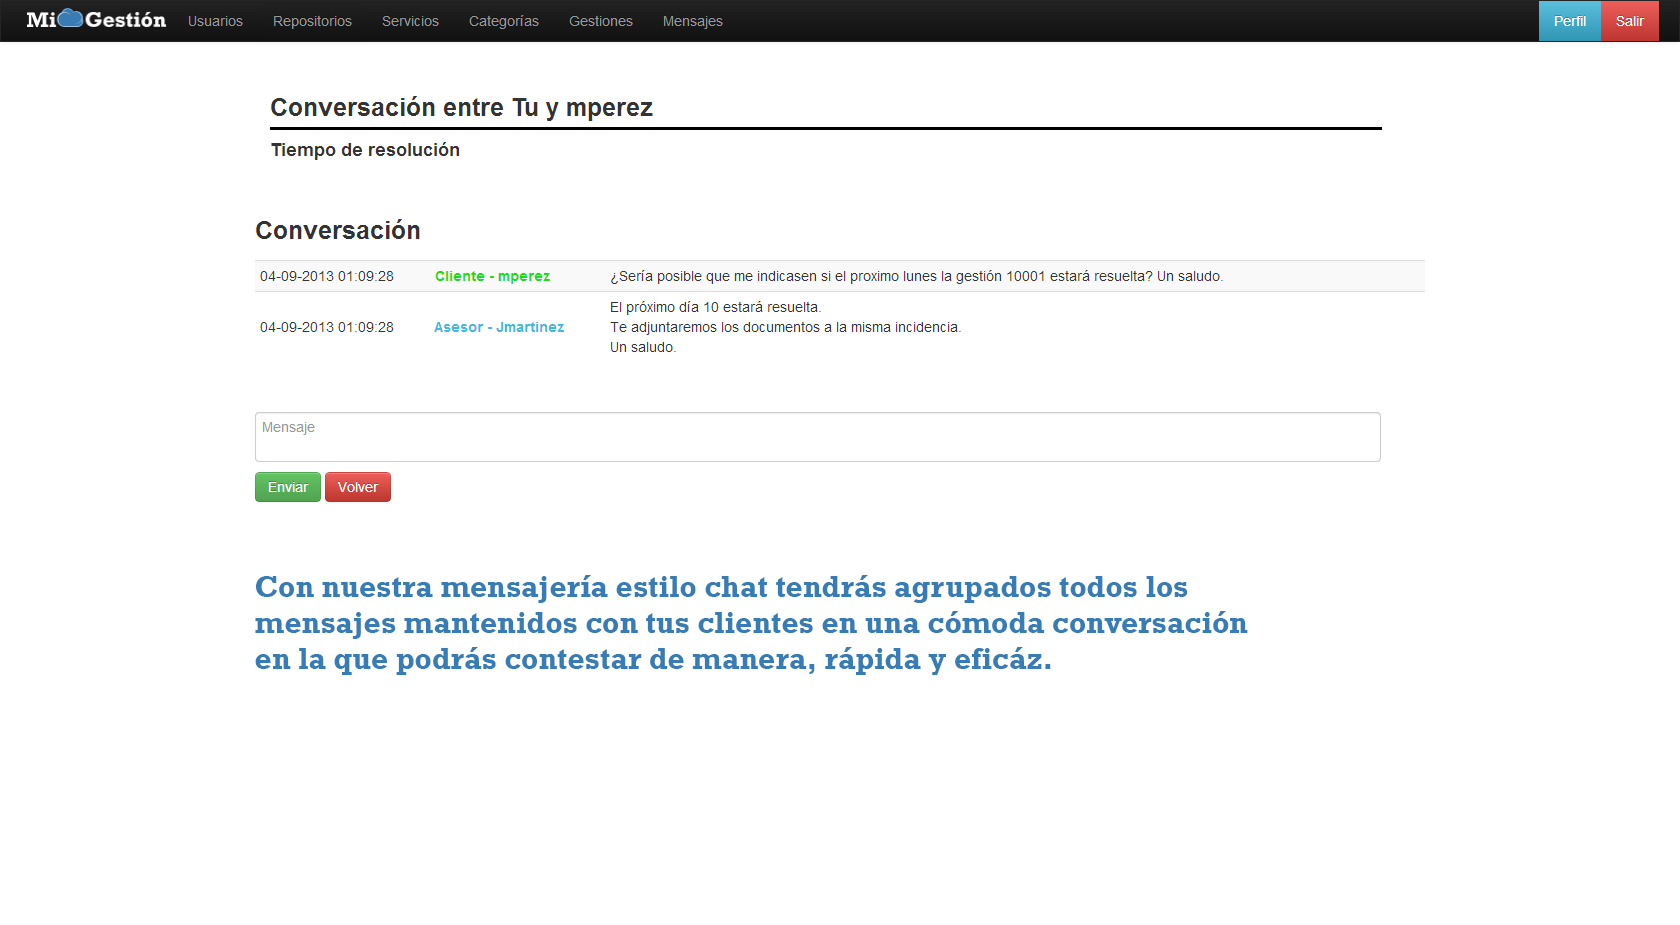 Mi Gestión Usuarios Repositorios Servicios Categorías Gestiones Mensajes Perfil Salir
Conversación entre Tu y mperez
Tiempo de resolución
Conversación
04-09-2013 01:09:28 Cliente - mperez ¿Sería posible que me indicasen si el proximo lunes la gestión 10001 estará resuelta? Un saludo.
El próximo día 10 estará resuelta.
04-09-2013 01:09:28 Asesor - Jmartinez Te adjuntaremos los documentos a la misma incidencia.
Un saludo.
Mensaje
Enviar Volver
Con nuestra mensajería estilo chat tendrás agrupados todos los
mensajes mantenidos con tus clientes en una cómoda conversación
en la que podrás contestar de manera, rápida y eficáz.